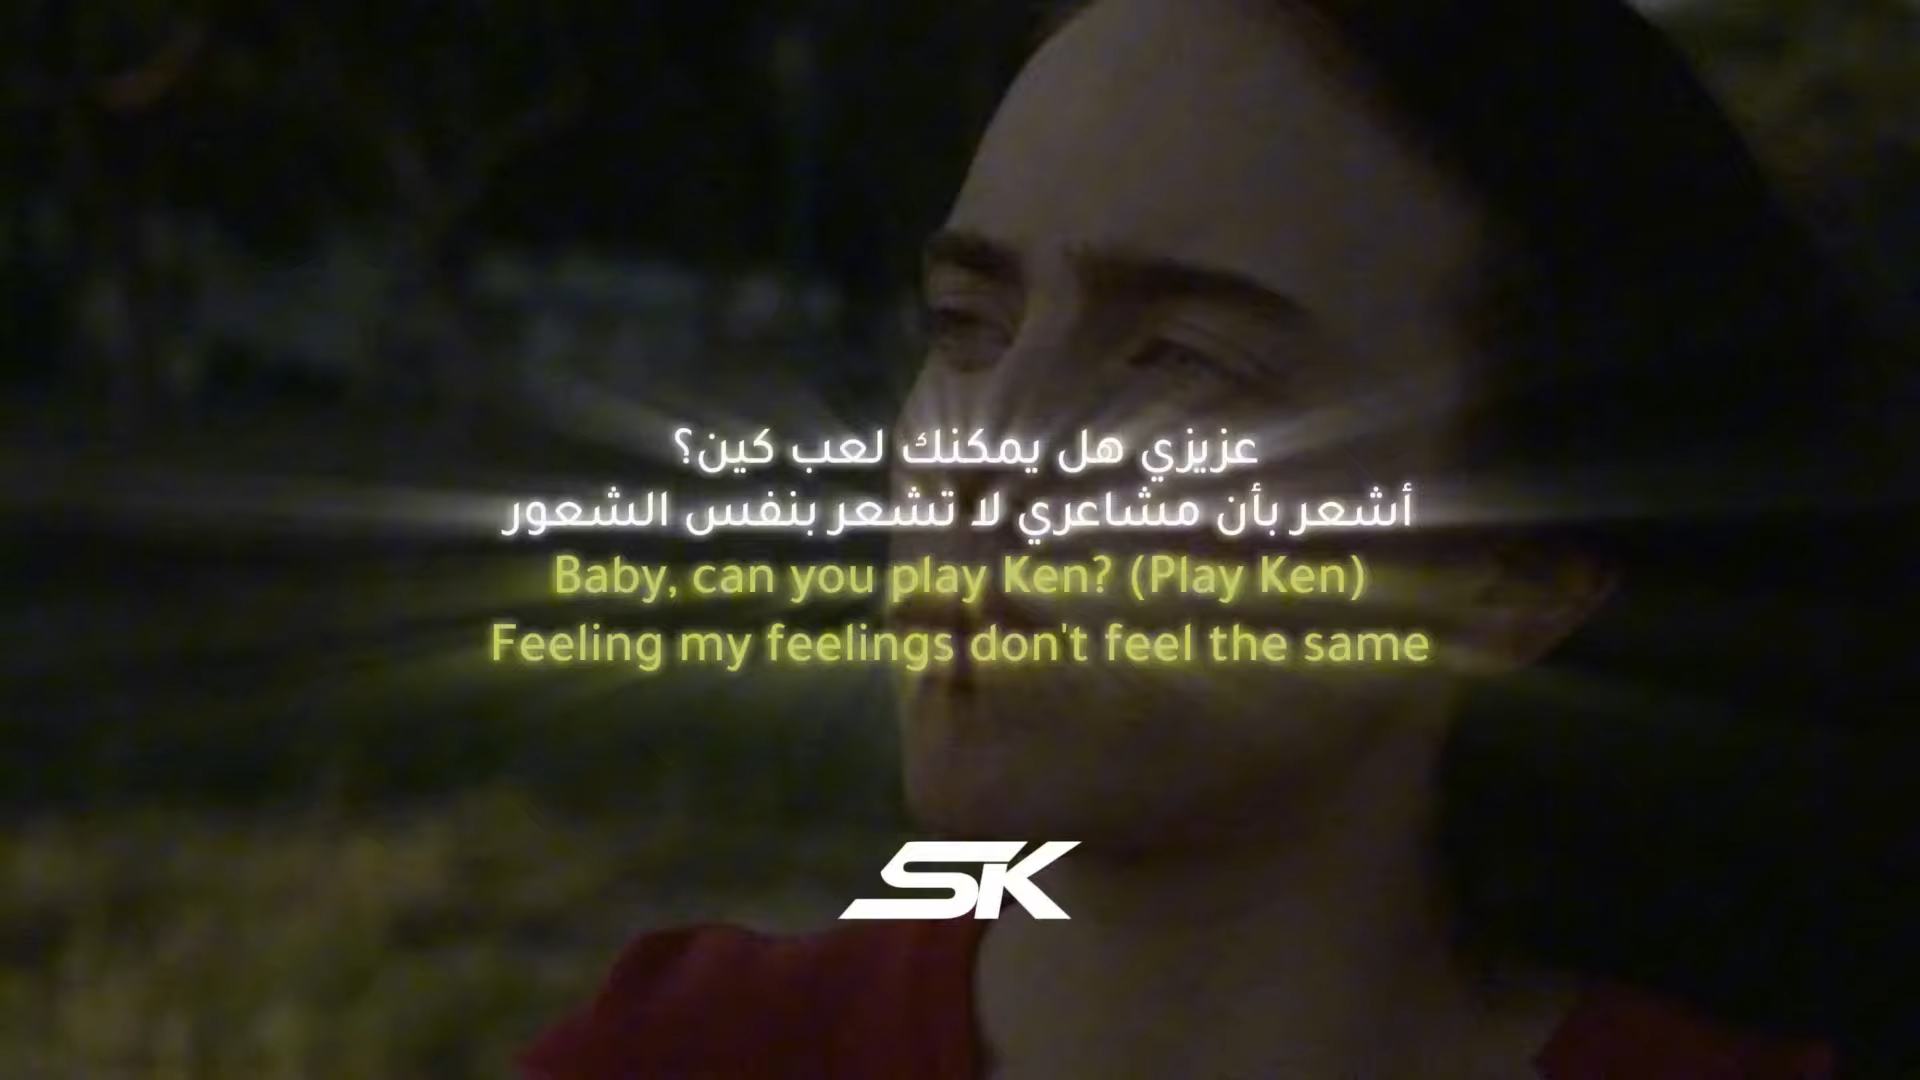 عزيزي هل يمكنك لعب كين؟
أشعر بأن مشاعري لا تشعر بنفس الشعور
Baby, can you play Ken? (Play Ken)
Feeling my feelings don't feel the same
SK